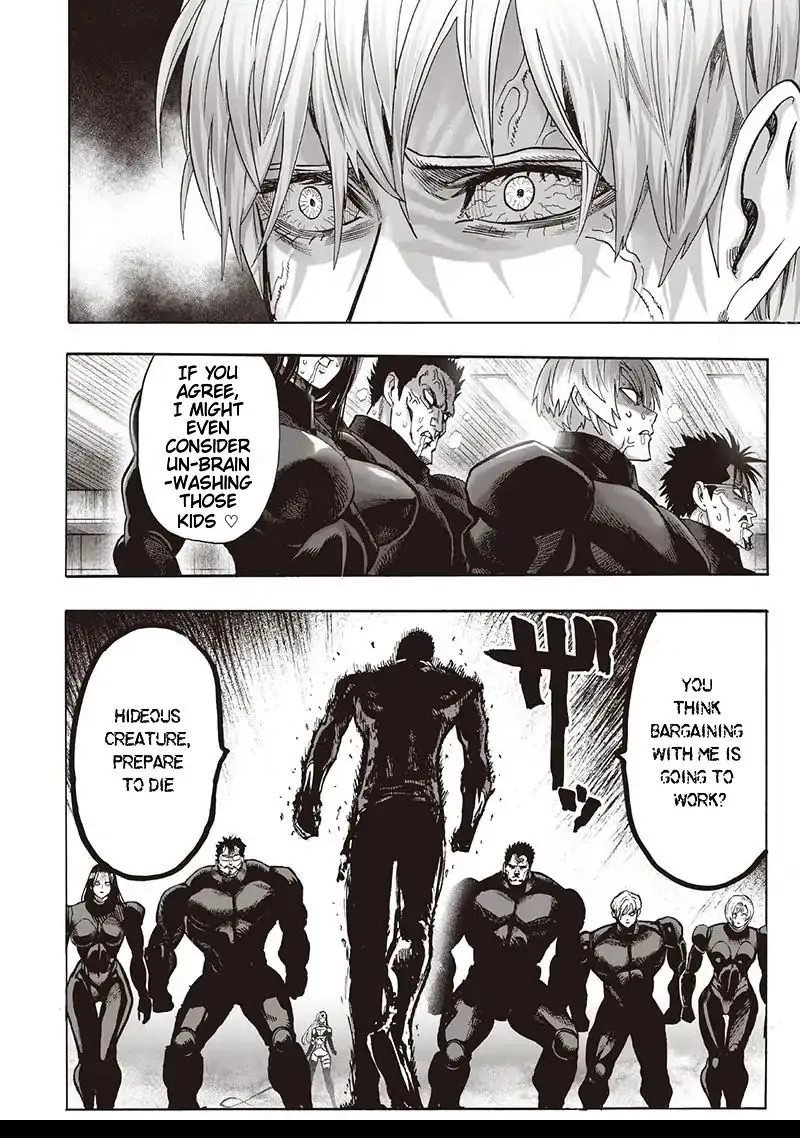 IF YOU
AGREE,
I MIGHT
EVEN
CONSIDER
UN-BRAIN
-WASHING
THOSE
KIDS ♡
YOU
THINK
BARGAINING
WITH ME IS
GOING TO
WORK?
HIDEOUS
CREATURE,
PREPARE
TO DIE